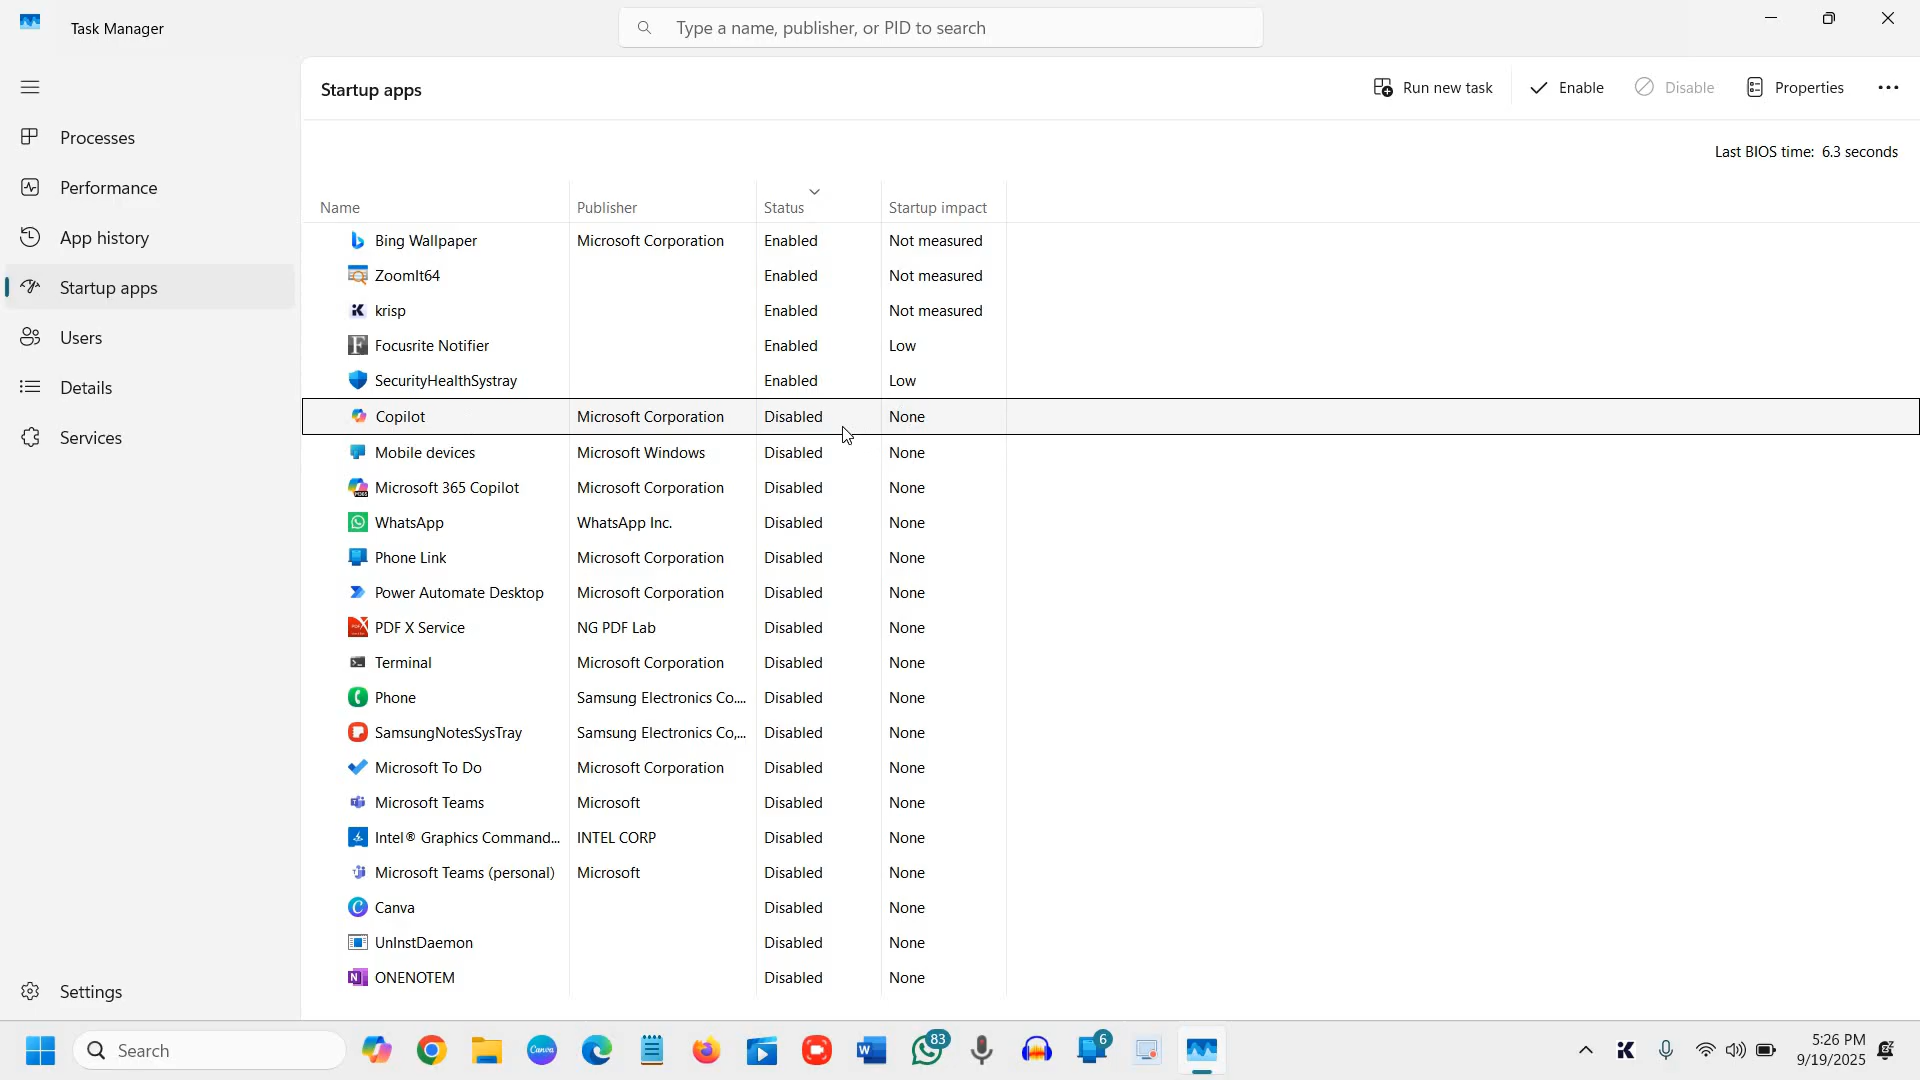 Task Manager
Type a name, publisher, or PID to search
Startup apps
Run new task
Enable
Disable
Properties
Last BIOS time: 6.3 seconds
Processes
Performance
App history
Startup apps
Users
Details
Services
Settings
Name Publisher Status Startup impact
Bing Wallpaper Microsoft Corporation Enabled Not measured
ZoomIt64 Enabled Not measured
krisp Enabled Not measured
Focusrite Notifier Enabled Low
SecurityHealthSystray Enabled Low
Copilot Microsoft Corporation Disabled None
Mobile devices Microsoft Windows Disabled None
Microsoft 365 Copilot Microsoft Corporation Disabled None
WhatsApp WhatsApp Inc. Disabled None
Phone Link Microsoft Corporation Disabled None
Power Automate Desktop Microsoft Corporation Disabled None
PDF X Service NG PDF Lab Disabled None
Terminal Microsoft Corporation Disabled None
Phone Samsung Electronics Co.... Disabled None
SamsungNotesSysTray Samsung Electronics Co,... Disabled None
Microsoft To Do Microsoft Corporation Disabled None
Microsoft Teams Microsoft Disabled None
Intel® Graphics Command... INTEL CORP Disabled None
Microsoft Teams (personal) Microsoft Disabled None
Canva Disabled None
UnInstDaemon Disabled None
ONENOTEM Disabled None
Search
Canva
83
6
5:26 PM
9/19/2025